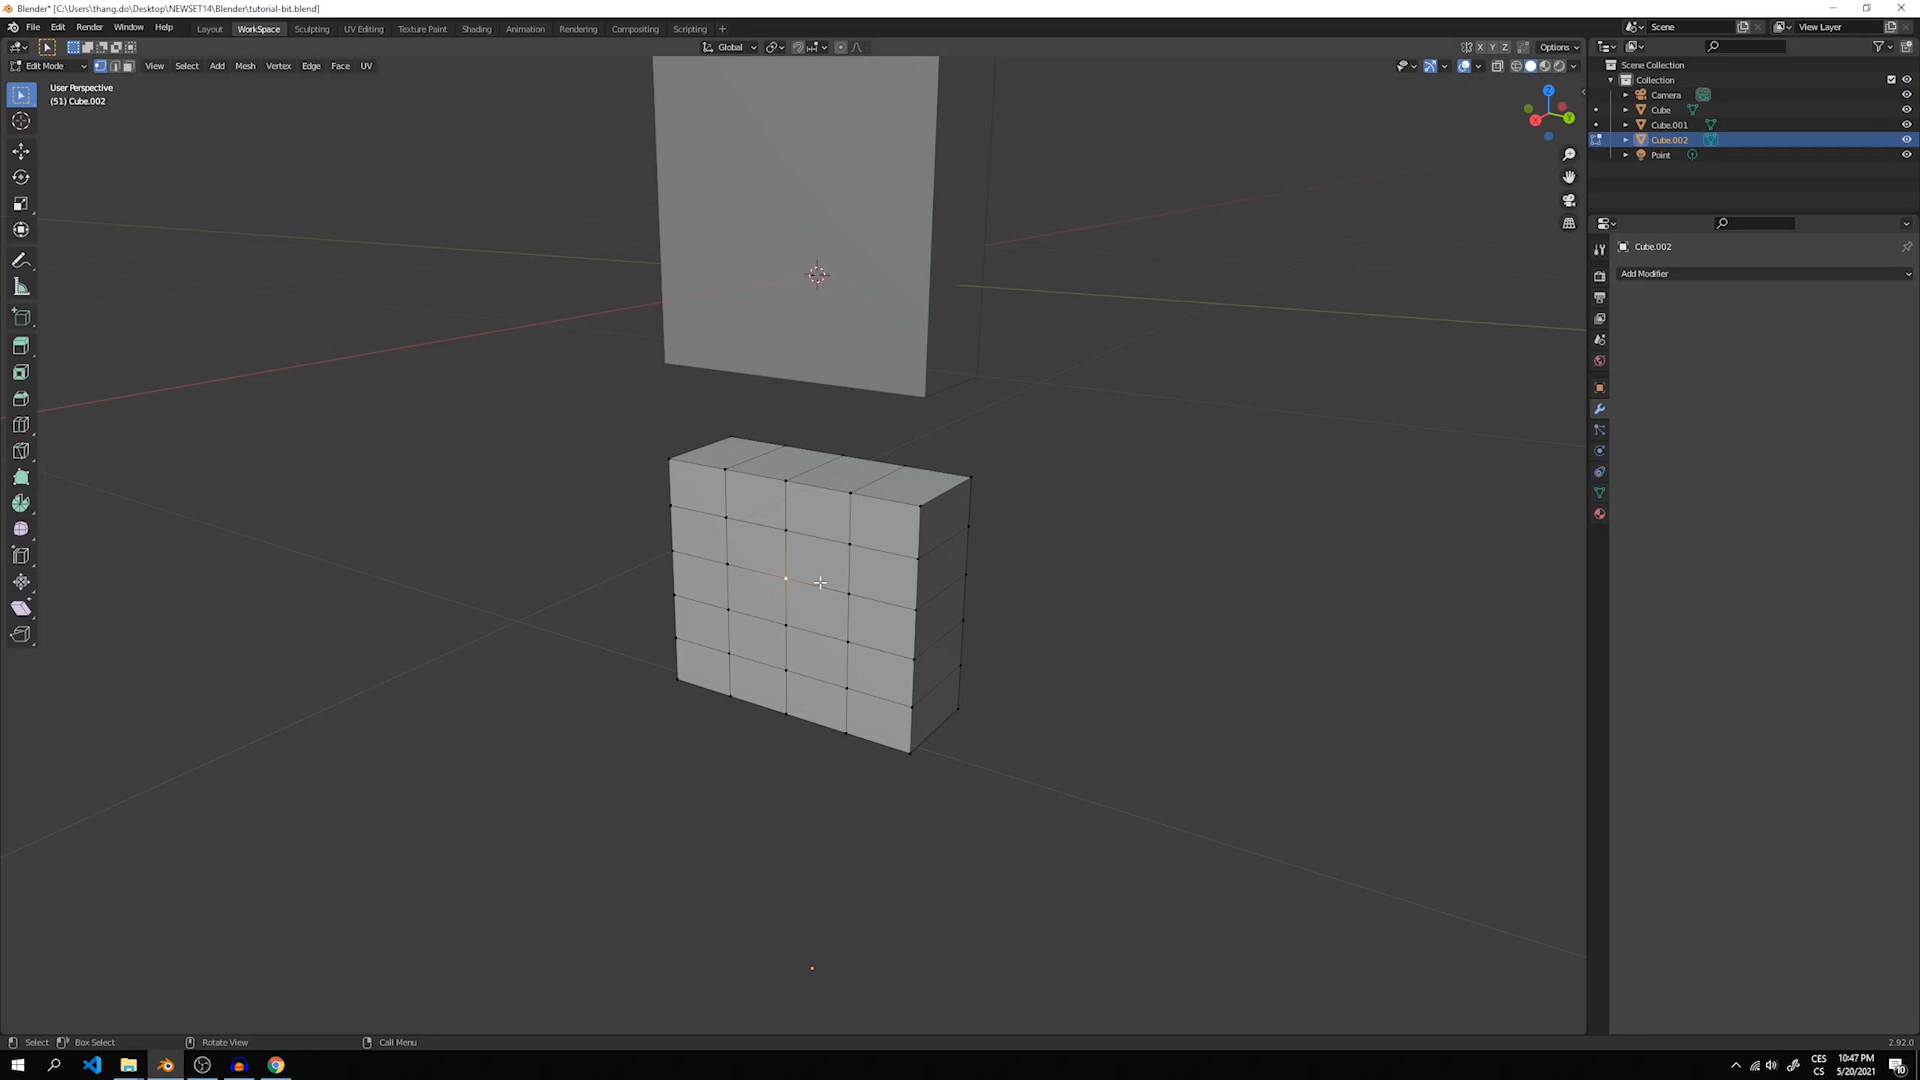 Blender* [C:\Users\thang.do\Desktop\NEWSET14\Blender\tutorial-bit.blend]
File Edit Render Window Help Layout WorkSpace Sculpting UV Editing Texture Paint Shading Animation Rendering Compositing Scripting + Scene View Layer
Global X Y Z Options
Edit Mode View Select Add Mesh Vertex Edge Face UV
User Perspective
(51) Cube.002
Z
X Y
Scene Collection
Collection
Camera
Cube
Cube.001
Cube.002
Point
Cube.002
Add Modifier
Select Box Select Rotate View Call Menu 2.92.0
CES 10:47 PM
CS 5/20/2021